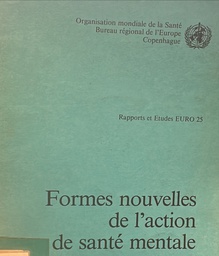 Organisation mondiale de la Santé
Bureau régional de l'Europe
Copenhague
Rapports et Etudes EURO 25
Formes nouvelles
de l'action
de santé mentale